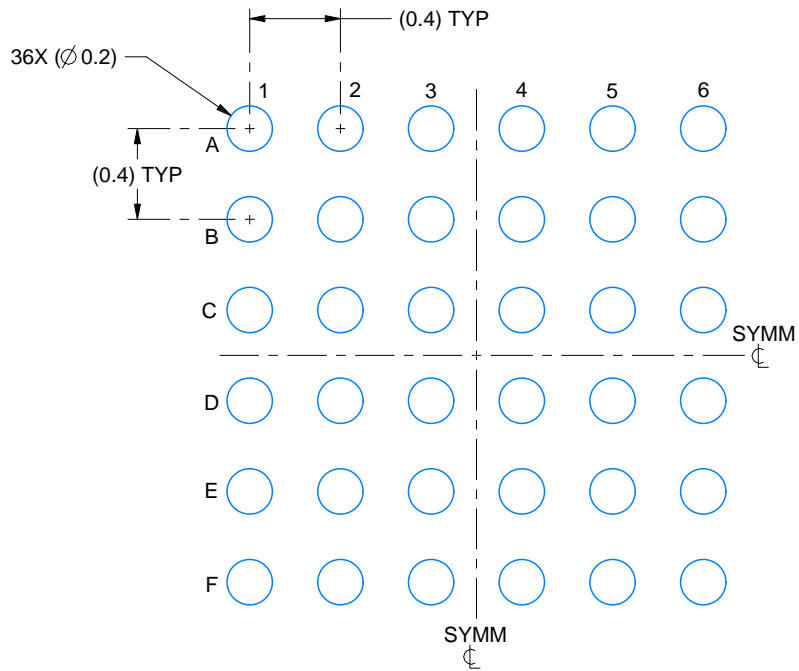 (0.4) TYP
36X (∅ 0.2)
1 2 3 4 5 6
A
(0.4) TYP
B
C
SYMM
℄
D
E
F
SYMM
℄